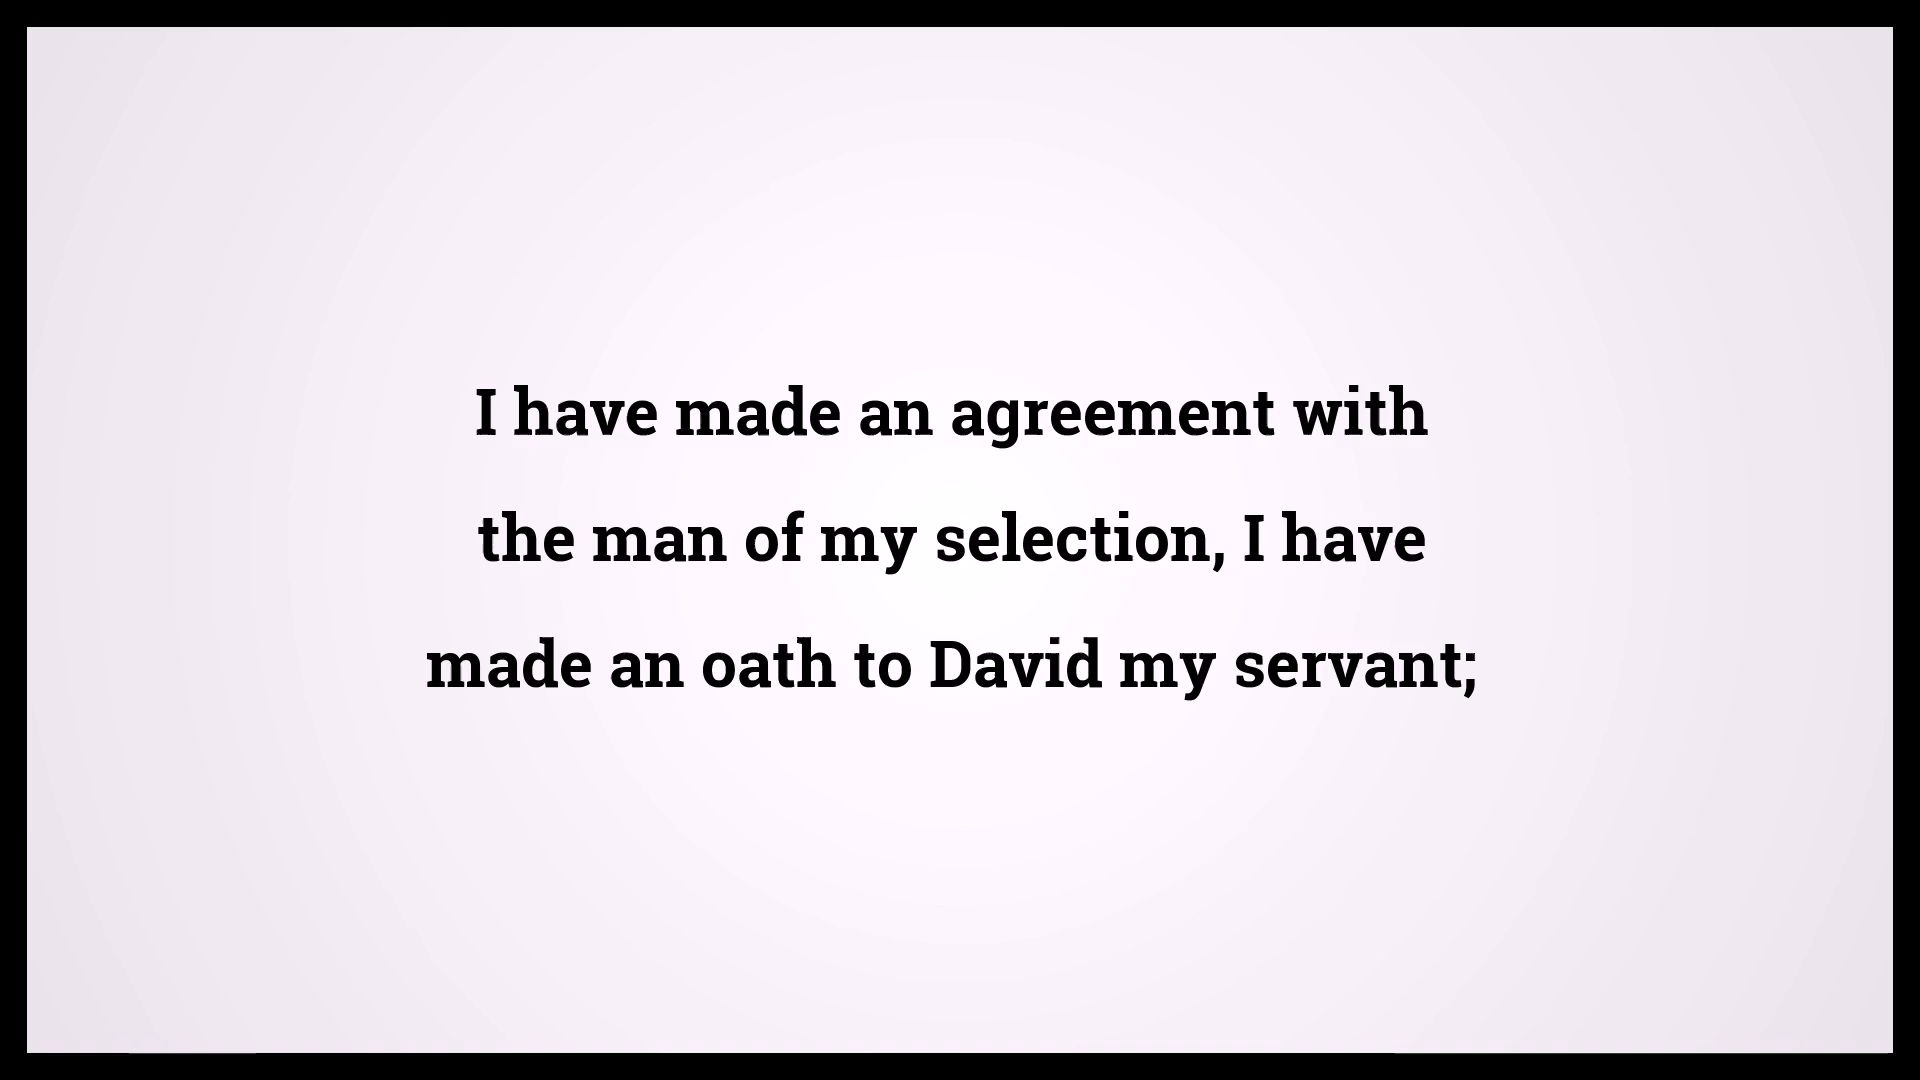 I have made an agreement with
the man of my selection, I have
made an oath to David my servant;